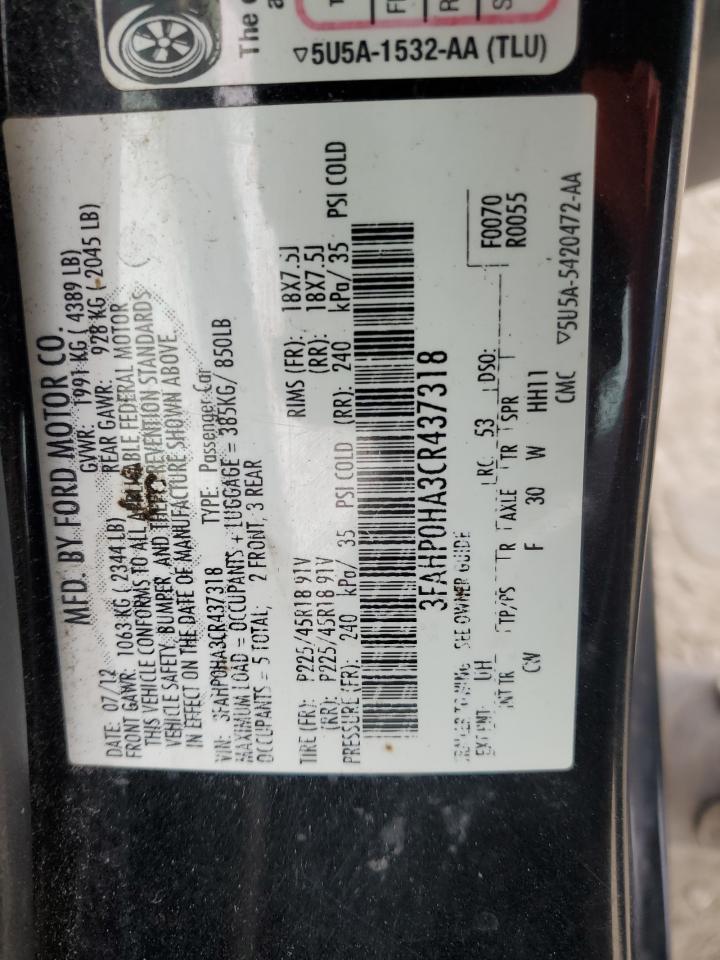 The
▽5U5A-1532-AA (TLU)
MFD. BY FORD MOTOR CO.
DATE: 07/12 GVWR: 1991 KG ( 4389 LB)
FRONT GAWR: 1063 KG ( 2344 LB) REAR GAWR: 928 KG ( 2045 LB)
THIS VEHICLE CONFORMS TO ALL FEDERAL MOTOR
VEHICLE SAFETY, BUMPER, AND THEFT PREVENTION STANDARDS
IN EFFECT ON THE DATE OF MANUFACTURE SHOWN ABOVE
VIN: 3FAHP0HA3CR437318 TYPE: Passenger Car
MAXIMUM LOAD = OCCUPANTS + LUGGAGE = 385KG/ 850LB
OCCUPANTS = 5 TOTAL; 2 FRONT, 3 REAR
TIRE (FR): P225/45R18 91V RIMS (FR): 18X7.5J
(RR): P225/45R18 91V (RR): 18X7.5J
PRESSURE (FR): 240 kPa/ 35 PSI COLD (RR): 240 kPa/ 35 PSI COLD
3FAHP0HA3CR437318
TRAILER TOWING: SEE OWNER GUIDE
EXT PNT: UH RC: 53 DSO: F0070
R0055
INT TR TP/PS R AXLE TR SPR
CW F 30 W HH11
CMC ▽5U5A-5420472-AA